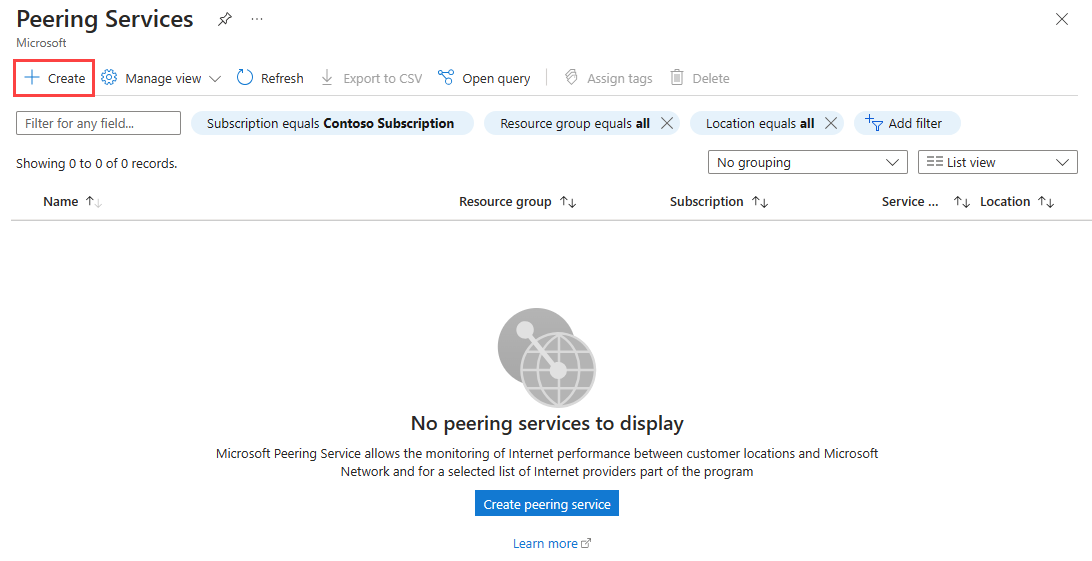 Peering Services ...
Microsoft
Create Manage view Refresh Export to CSV Open query Assign tags Delete
Filter for any field... Subscription equals Contoso Subscription Resource group equals all Location equals all Add filter
Showing 0 to 0 of 0 records. No grouping List view
Name Resource group Subscription Service ... Location
No peering services to display
Microsoft Peering Service allows the monitoring of Internet performance between customer locations and Microsoft
Network and for a selected list of Internet providers part of the program
Create peering service
Learn more